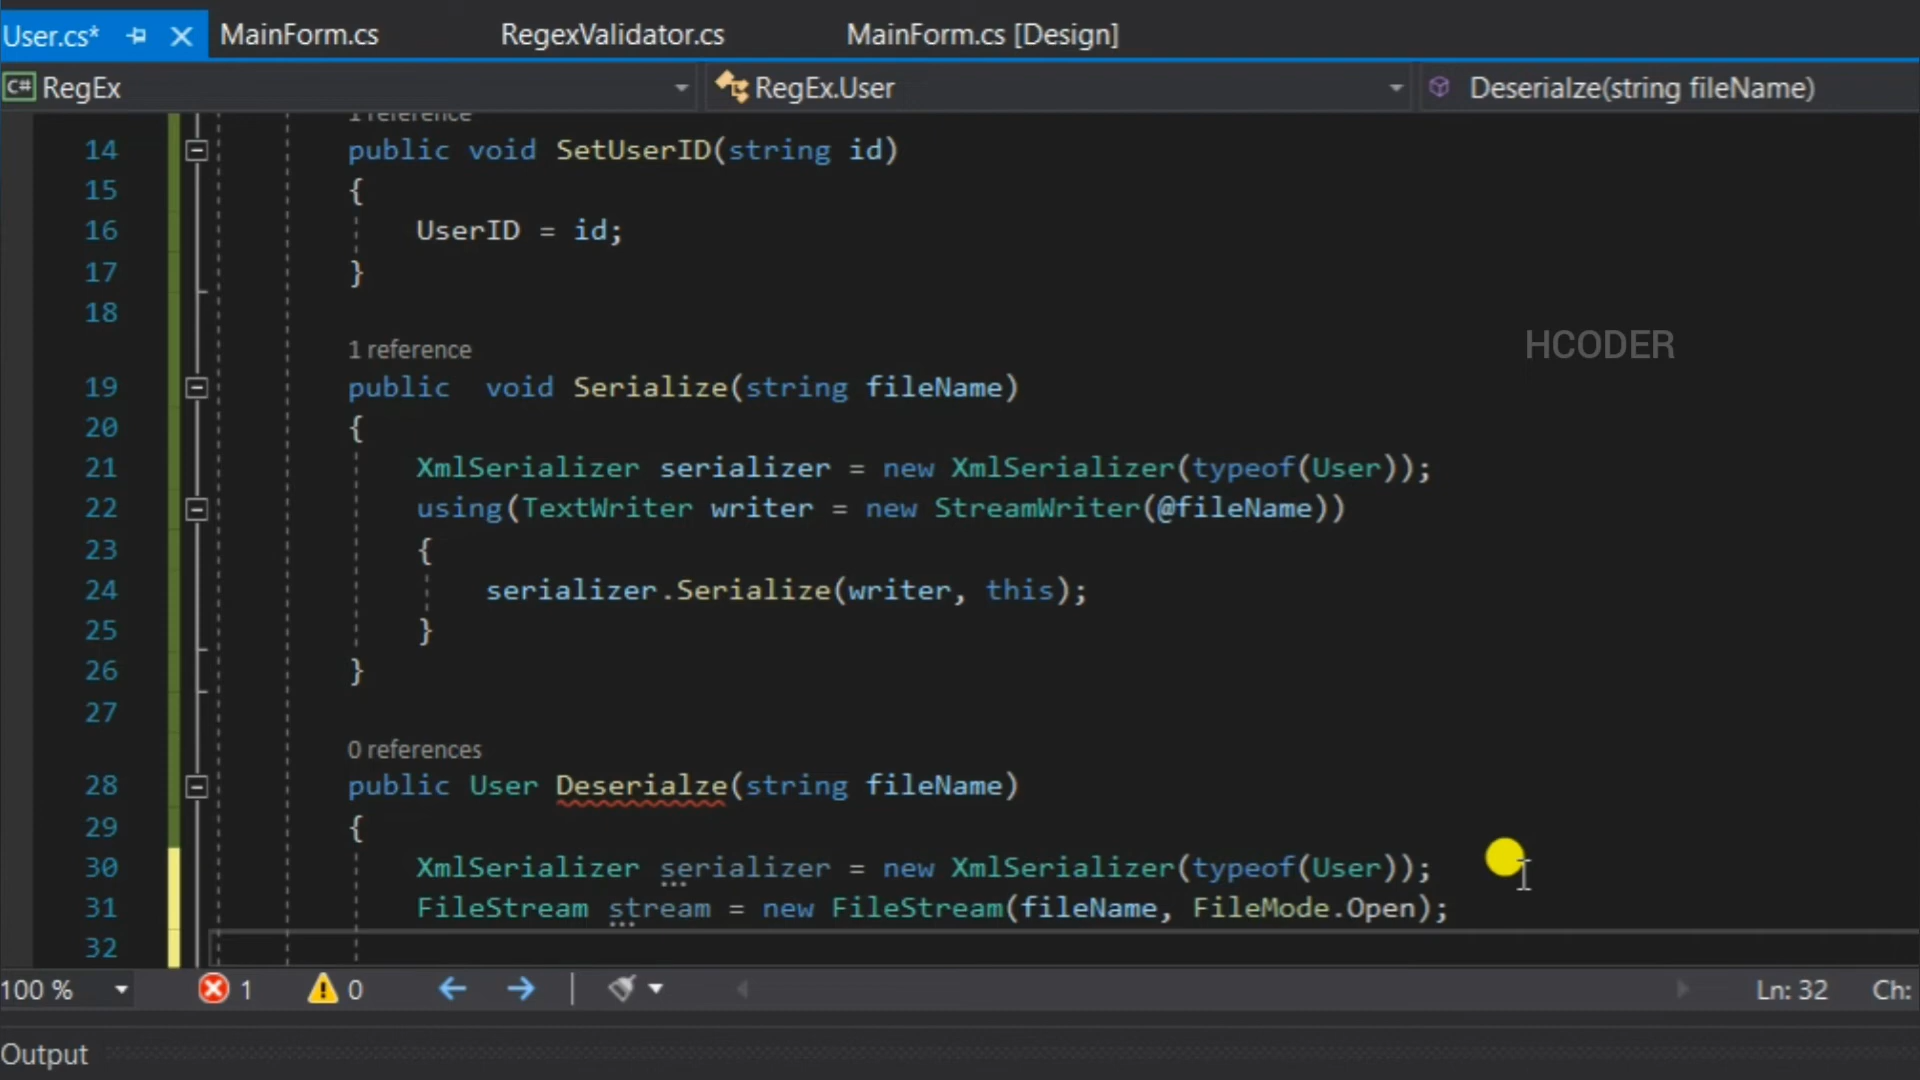 User.cs* MainForm.cs RegexValidator.cs MainForm.cs [Design]
C# RegEx RegEx.User Deserialze(string fileName)
1 reference
14 public void SetUserID(string id)
15 {
16 UserID = id;
17 }
18
HCODER
1 reference
19 public  void Serialize(string fileName)
20 {
21 XmlSerializer serializer = new XmlSerializer(typeof(User));
22 using(TextWriter writer = new StreamWriter(@fileName))
23 {
24 serializer.Serialize(writer, this);
25 }
26 }
27
0 references
28 public User Deserialze(string fileName)
29 {
30 XmlSerializer serializer = new XmlSerializer(typeof(User));
31 FileStream stream = new FileStream(fileName, FileMode.Open);
32
100 % 1 0 Ln: 32 Ch:
Output